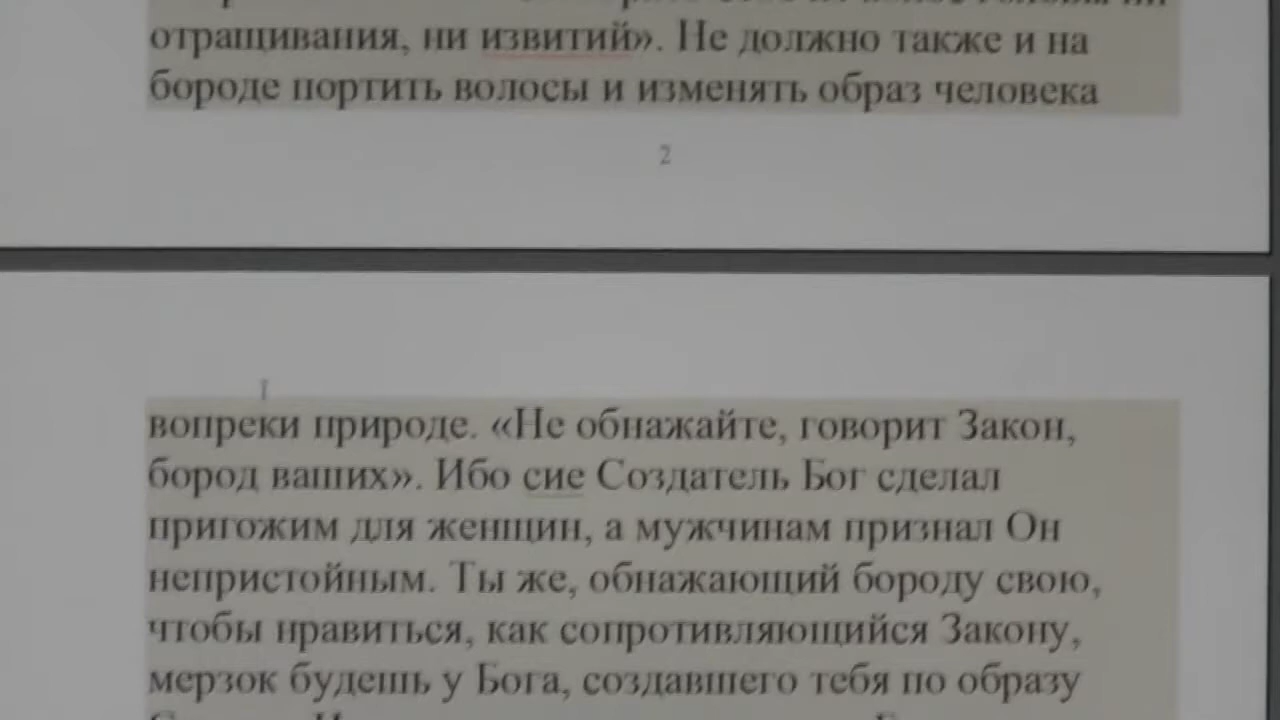 отращивания, ни извитий». Не должно также и на
бороде портить волосы и изменять образ человека
2
вопреки природе. «Не обнажайте, говорит Закон,
бород ваших». Ибо сие Создатель Бог сделал
пригожим для женщин, а мужчинам признал Он
непристойным. Ты же, обнажающий бороду свою,
чтобы нравиться, как сопротивляющийся Закону,
мерзок будешь у Бога, создавшего тебя по образу